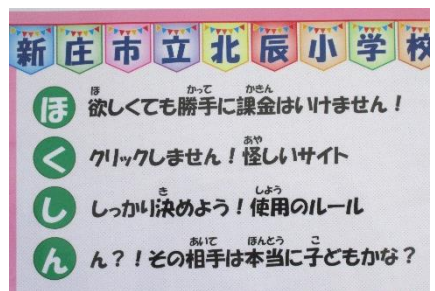 新庄市立北辰小学校
ほ 欲しくても勝手に課金はいけません！
く クリックしません！怪しいサイト
し しっかり決めよう！使用のルール
ん ん？！その相手は本当に子どもかな？